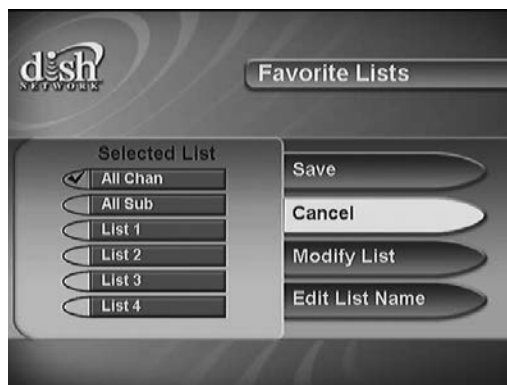 dish
NETWORK
Favorite Lists
Selected List
All Chan
All Sub
List 1
List 2
List 3
List 4
Save
Cancel
Modify List
Edit List Name